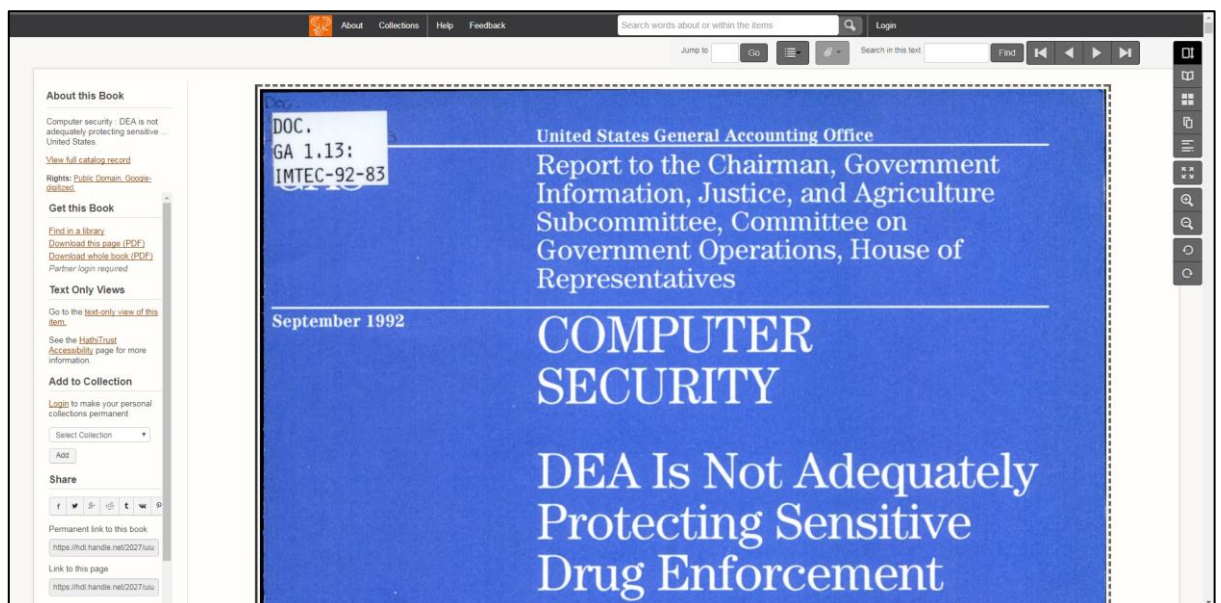 About Collections Help Feedback
Search words about or within the items
Login
Jump to
Go
Search in this text
Find
About this Book
Computer security : DEA is not
adequately protecting sensitive ...
United States.
View full catalog record
Rights: Public Domain, Google-
digitized.
Get this Book
Find in a library
Download this page (PDF)
Download whole book (PDF)
Partner login required
Text Only Views
Go to the text-only view of this
item.
See the HathiTrust
Accessibility page for more
information.
Add to Collection
Login to make your personal
collections permanent
Select Collection
Add
Share
Permanent link to this book
https://hdl.handle.net/2027/uiu
Link to this page
https://hdl.handle.net/2027/uiu
DOC.
GA 1.13:
IMTEC-92-83
United States General Accounting Office
Report to the Chairman, Government
Information, Justice, and Agriculture
Subcommittee, Committee on
Government Operations, House of
Representatives
September 1992
COMPUTER
SECURITY
DEA Is Not Adequately
Protecting Sensitive
Drug Enforcement